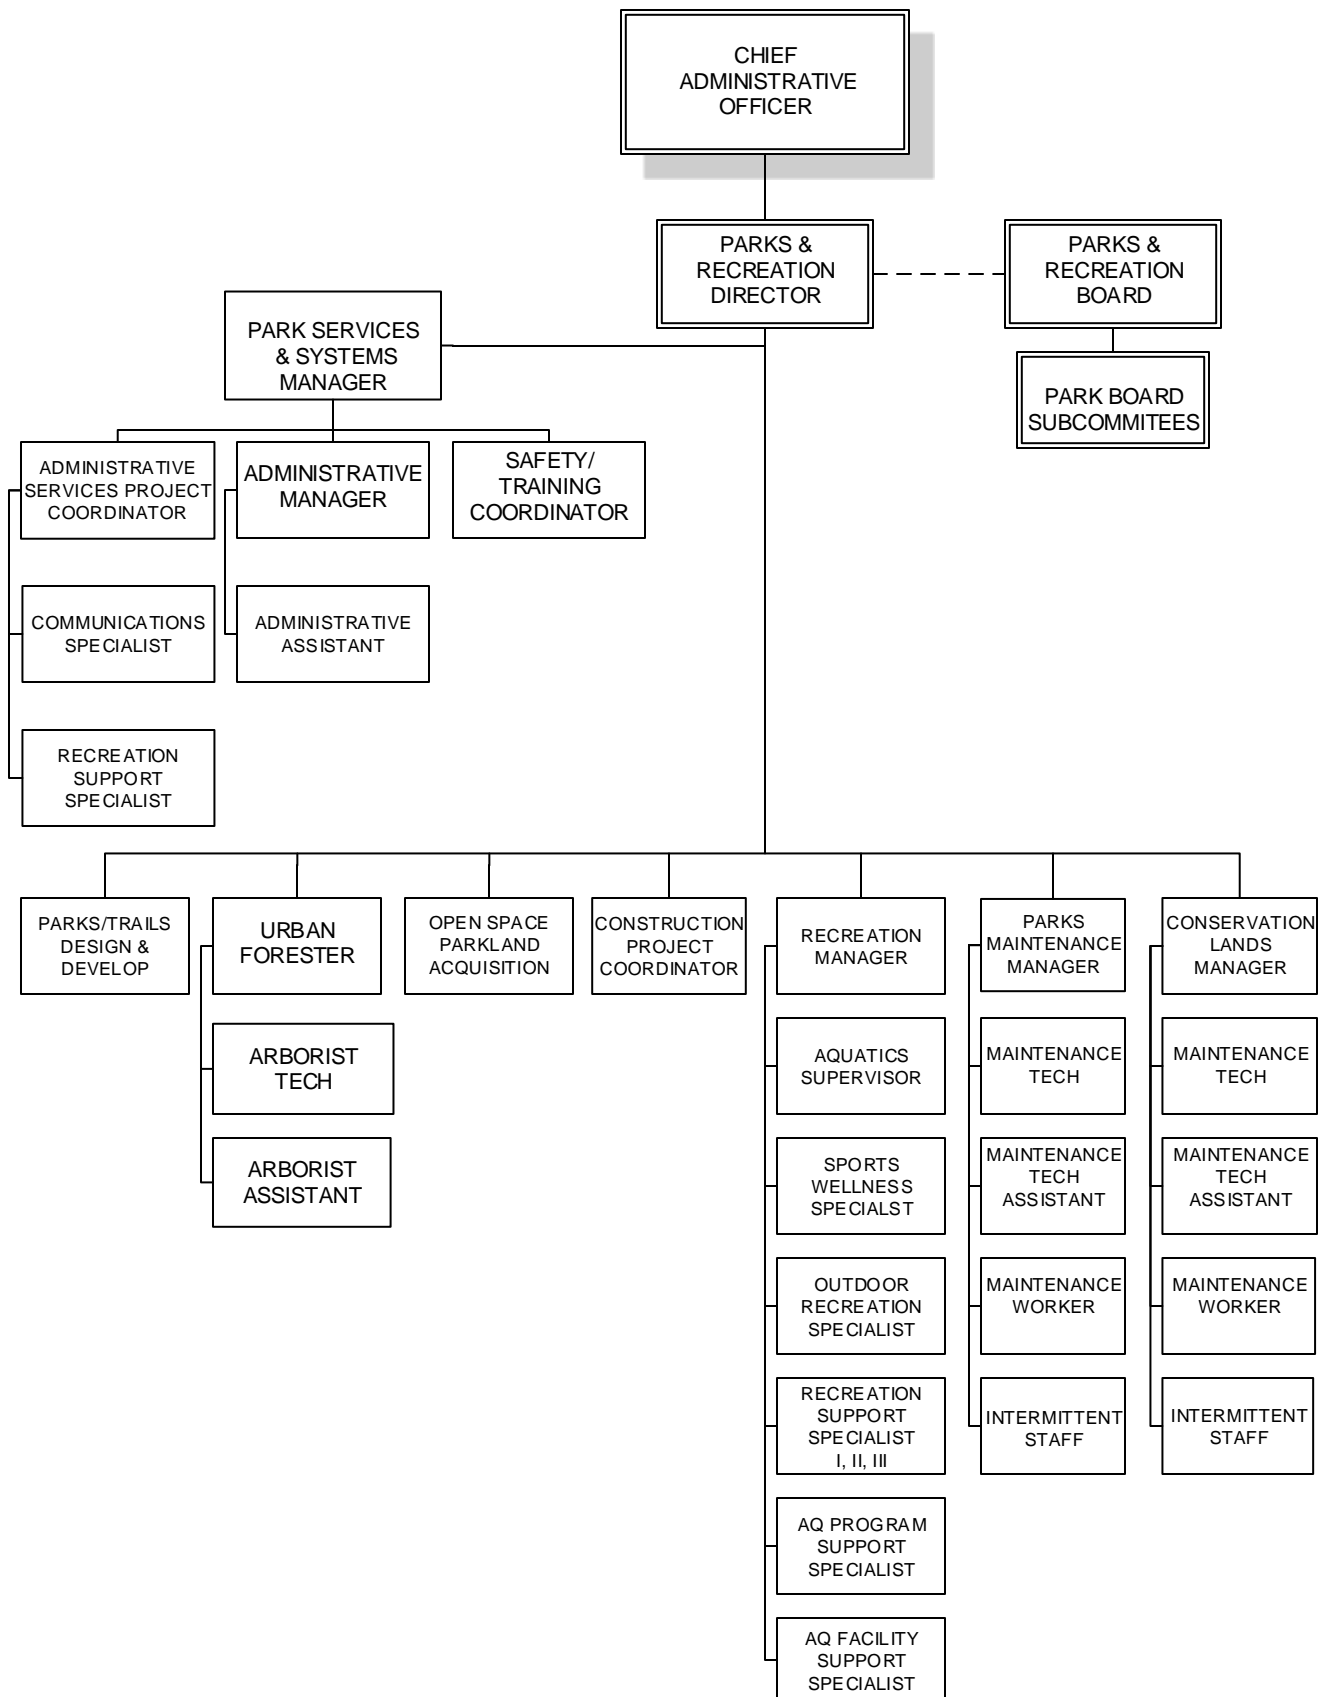 CHIEF
ADMINISTRATIVE
OFFICER
PARKS &
RECREATION
DIRECTOR
PARKS &
RECREATION
BOARD
PARK SERVICES
& SYSTEMS
MANAGER
PARK BOARD
SUBCOMMITEES
ADMINISTRATIVE
SERVICES PROJECT
COORDINATOR
ADMINISTRATIVE
MANAGER
SAFETY/
TRAINING
COORDINATOR
COMMUNICATIONS
SPECIALIST
ADMINISTRATIVE
ASSISTANT
RECREATION
SUPPORT
SPECIALIST
PARKS/TRAILS
DESIGN &
DEVELOP
URBAN
FORESTER
OPEN SPACE
PARKLAND
ACQUISITION
CONSTRUCTION
PROJECT
COORDINATOR
RECREATION
MANAGER
PARKS
MAINTENANCE
MANAGER
CONSERVATION
LANDS
MANAGER
ARBORIST
TECH
AQUATICS
SUPERVISOR
MAINTENANCE
TECH
MAINTENANCE
TECH
ARBORIST
ASSISTANT
SPORTS
WELLNESS
SPECIALST
MAINTENANCE
TECH
ASSISTANT
MAINTENANCE
TECH
ASSISTANT
OUTDOOR
RECREATION
SPECIALIST
MAINTENANCE
WORKER
MAINTENANCE
WORKER
RECREATION
SUPPORT
SPECIALIST
I, II, III
INTERMITTENT
STAFF
INTERMITTENT
STAFF
AQ PROGRAM
SUPPORT
SPECIALIST
AQ FACILITY
SUPPORT
SPECIALIST